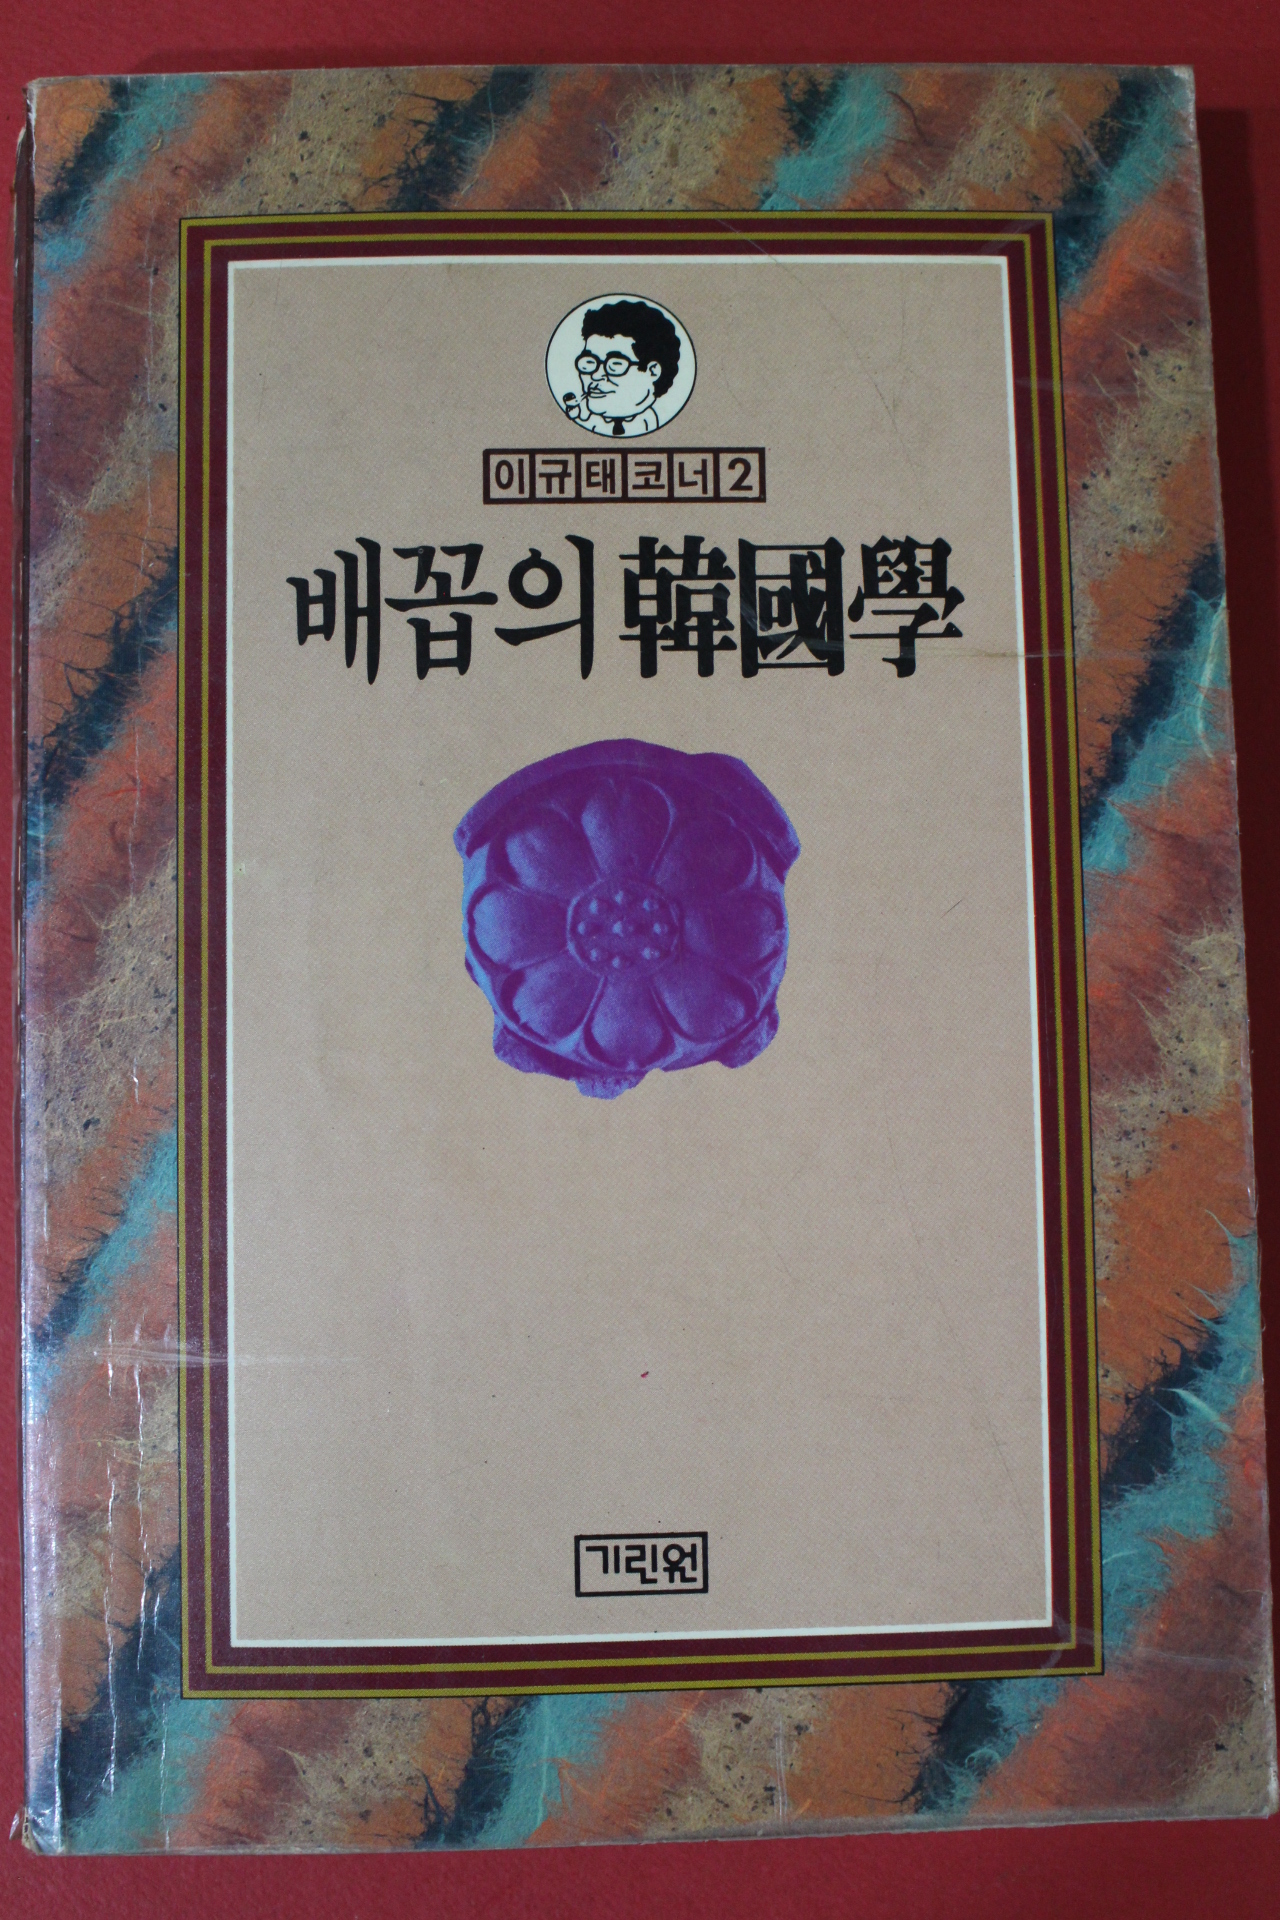 이규태코너2
배꼽의 韓國學
기린원